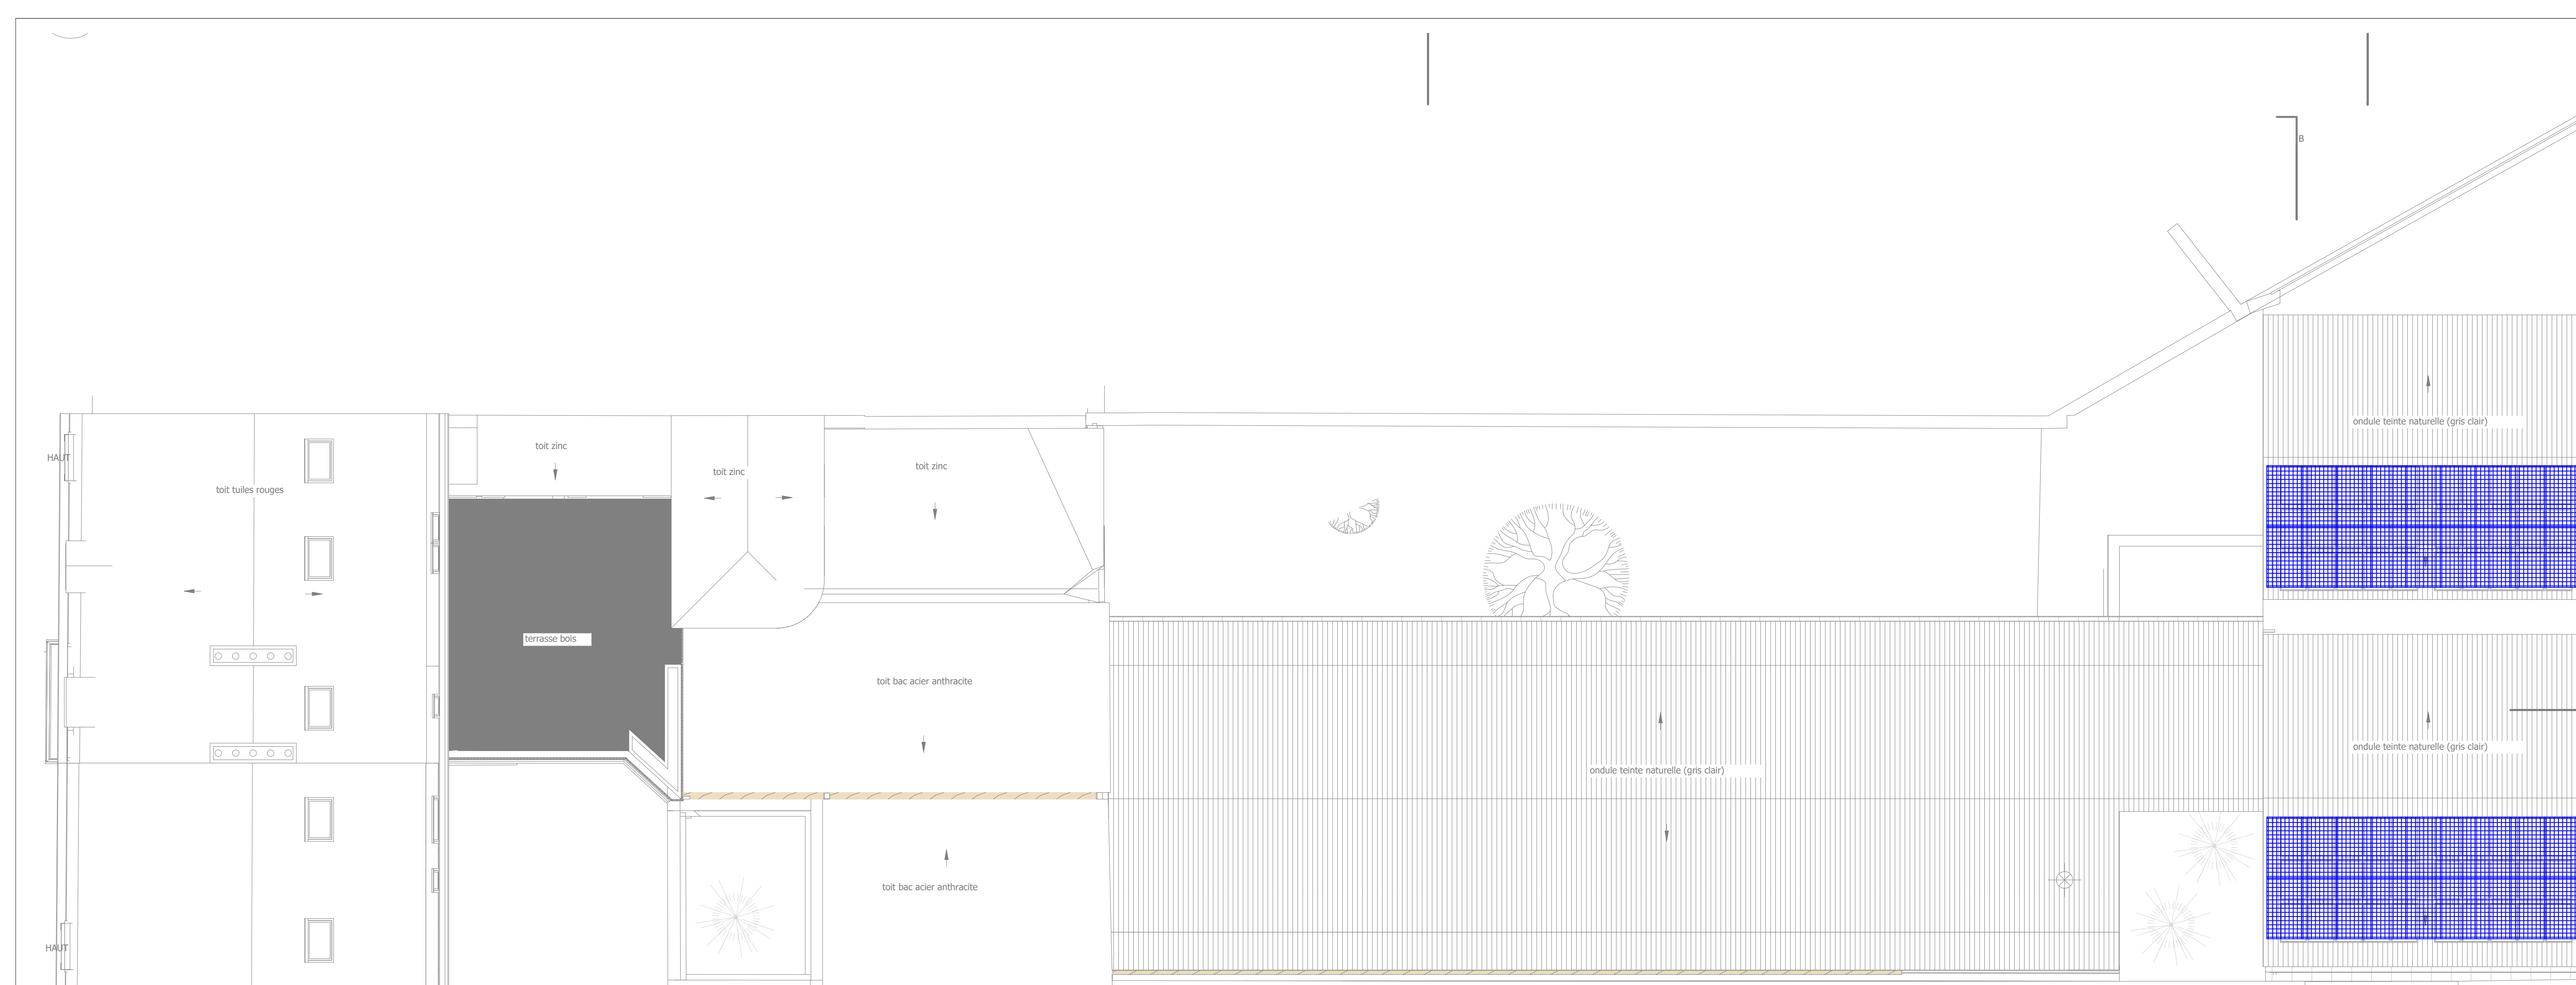 B
ondule teinte naturelle (gris clair)
toit zinc
HAUT
toit zinc
toit zinc
toit tuiles rouges
terrasse bois
toit bac acier anthracite
ondule teinte naturelle (gris clair)
ondule teinte naturelle (gris clair)
toit bac acier anthracite
HAUT